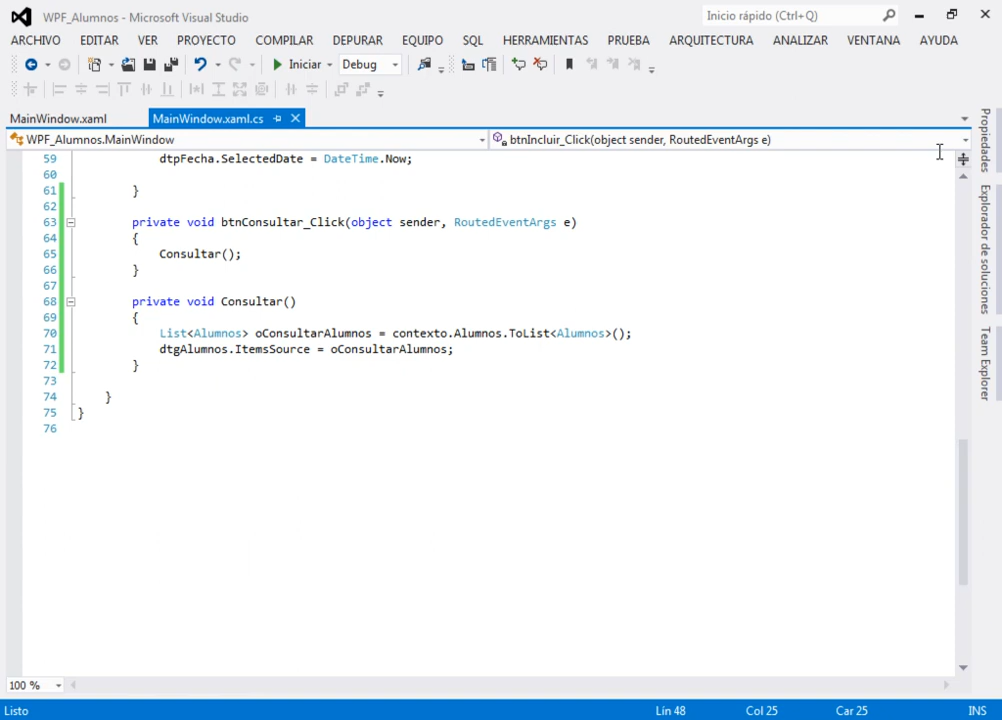 WPF_Alumnos - Microsoft Visual Studio
Inicio rápido (Ctrl+Q)
ARCHIVO EDITAR VER PROYECTO COMPILAR DEPURAR EQUIPO SQL HERRAMIENTAS PRUEBA ARQUITECTURA ANALIZAR VENTANA AYUDA
Iniciar Debug
MainWindow.xaml MainWindow.xaml.cs
WPF_Alumnos.MainWindow btnIncluir_Click(object sender, RoutedEventArgs e)
59 dtpFecha.SelectedDate = DateTime.Now;
60
61 }
62
63 private void btnConsultar_Click(object sender, RoutedEventArgs e)
64 {
65 Consultar();
66 }
67
68 private void Consultar()
69 {
70 List<Alumnos> oConsultarAlumnos = contexto.Alumnos.ToList<Alumnos>();
71 dtgAlumnos.ItemsSource = oConsultarAlumnos;
72 }
73
74 }
75 }
76
Propiedades
Explorador de soluciones
Team Explorer
100 %
Listo Lin 48 Col 25 Car 25 INS